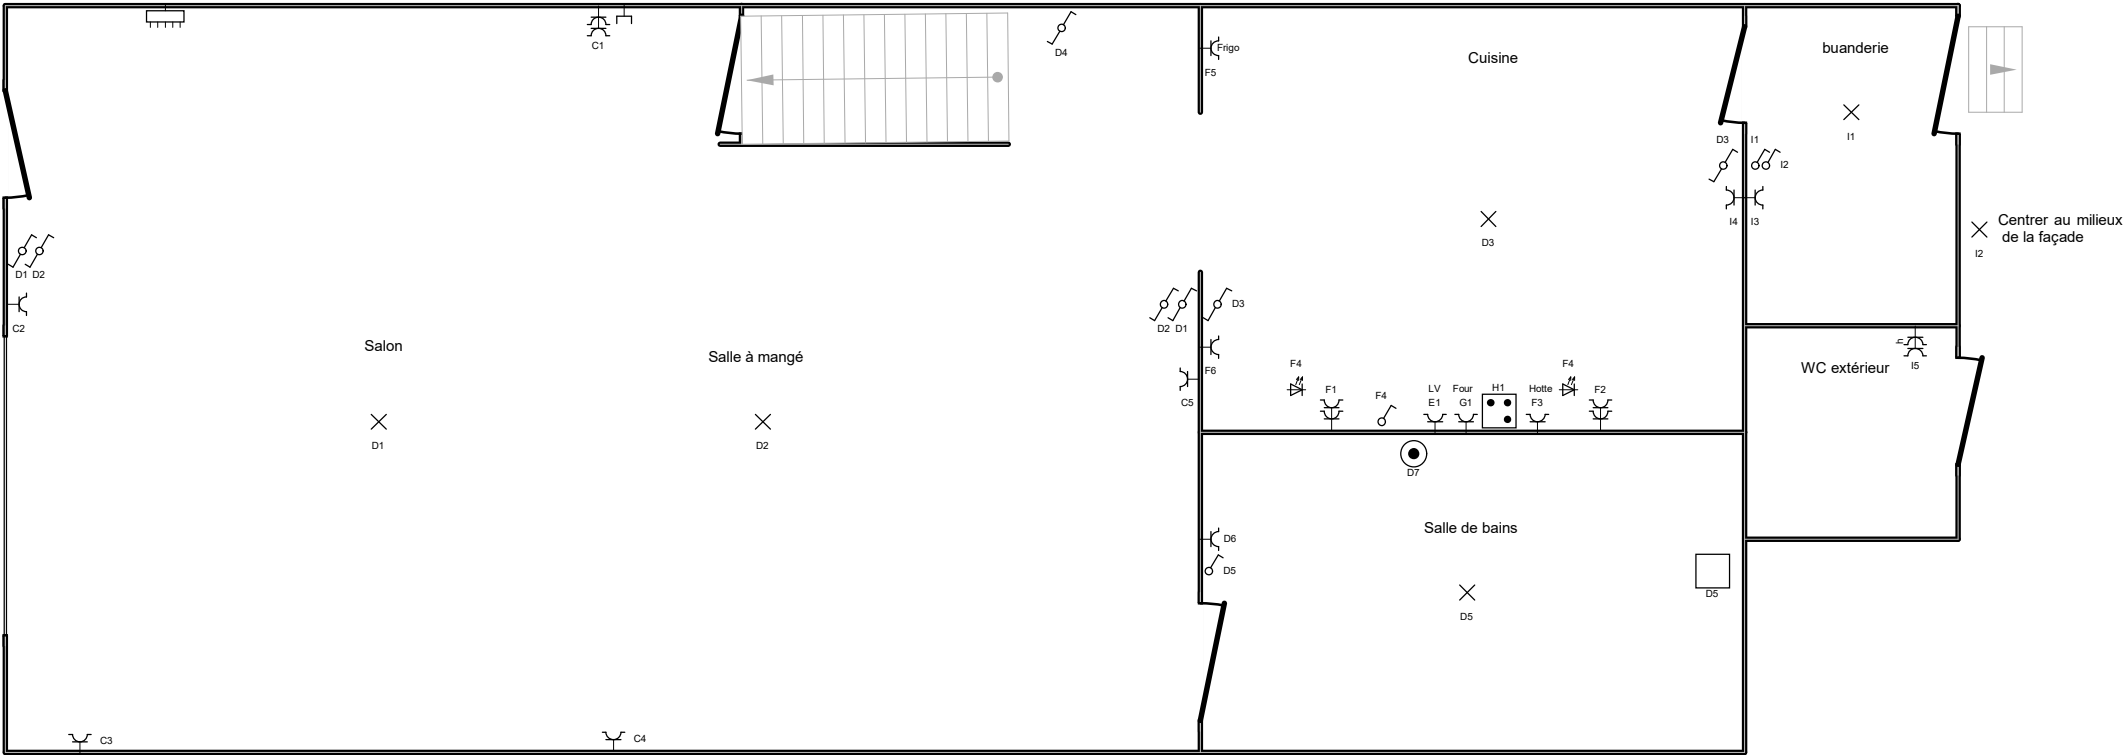 C1
D4
Frigo
F5
Cuisine
buanderie
I1
D3
I1
I2
I4
I3
Centrer au milieux
de la façade
I2
D1
D2
C2
D3
D2
D1
D3
Salon
Salle à mangé
F6
C5
F4
F1
F4
LV
E1
Four
G1
H1
Hotte
F3
F4
F2
WC extérieur
h
I5
D1
D2
D7
Salle de bains
D6
D5
D5
D5
C3
C4